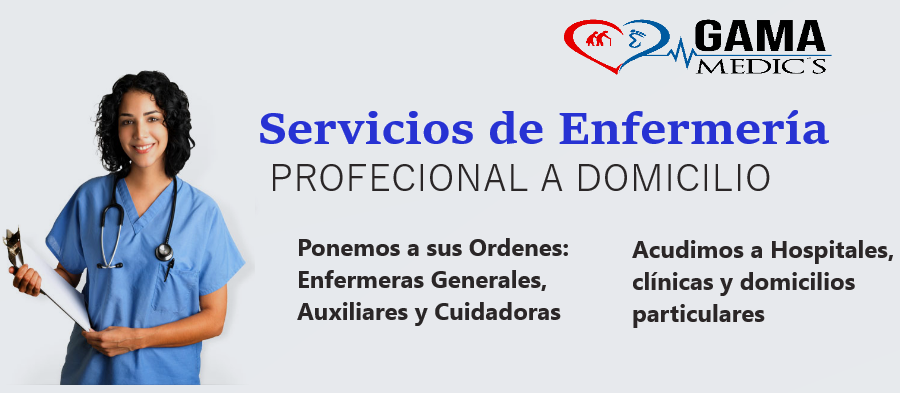 GAMA
MEDIC´S
Servicios de Enfermería
PROFECIONAL A DOMICILIO
Ponemos a sus Ordenes:
Enfermeras Generales,
Auxiliares y Cuidadoras
Acudimos a Hospitales,
clínicas y domicilios
particulares